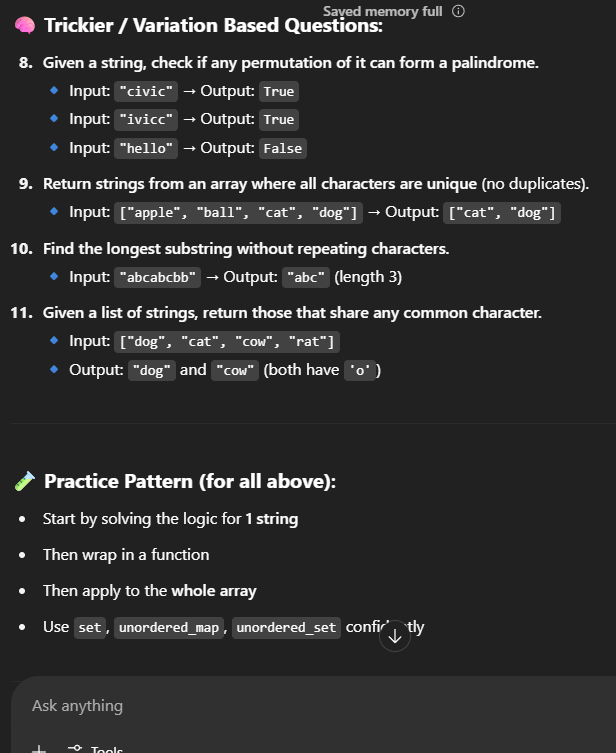 Saved memory full
🧠 Trickier / Variation Based Questions:
8. Given a string, check if any permutation of it can form a palindrome.
🔹 Input: "civic" → Output: True
🔹 Input: "ivicc" → Output: True
🔹 Input: "hello" → Output: False
9. Return strings from an array where all characters are unique (no duplicates).
🔹 Input: ["apple", "ball", "cat", "dog"] → Output: ["cat", "dog"]
10. Find the longest substring without repeating characters.
🔹 Input: "abcabcbb" → Output: "abc" (length 3)
11. Given a list of strings, return those that share any common character.
🔹 Input: ["dog", "cat", "cow", "rat"]
🔹 Output: "dog" and "cow" (both have 'o')
🧪 Practice Pattern (for all above):
• Start by solving the logic for 1 string
• Then wrap in a function
• Then apply to the whole array
• Use set, unordered_map, unordered_set confidently
Ask anything
Tools